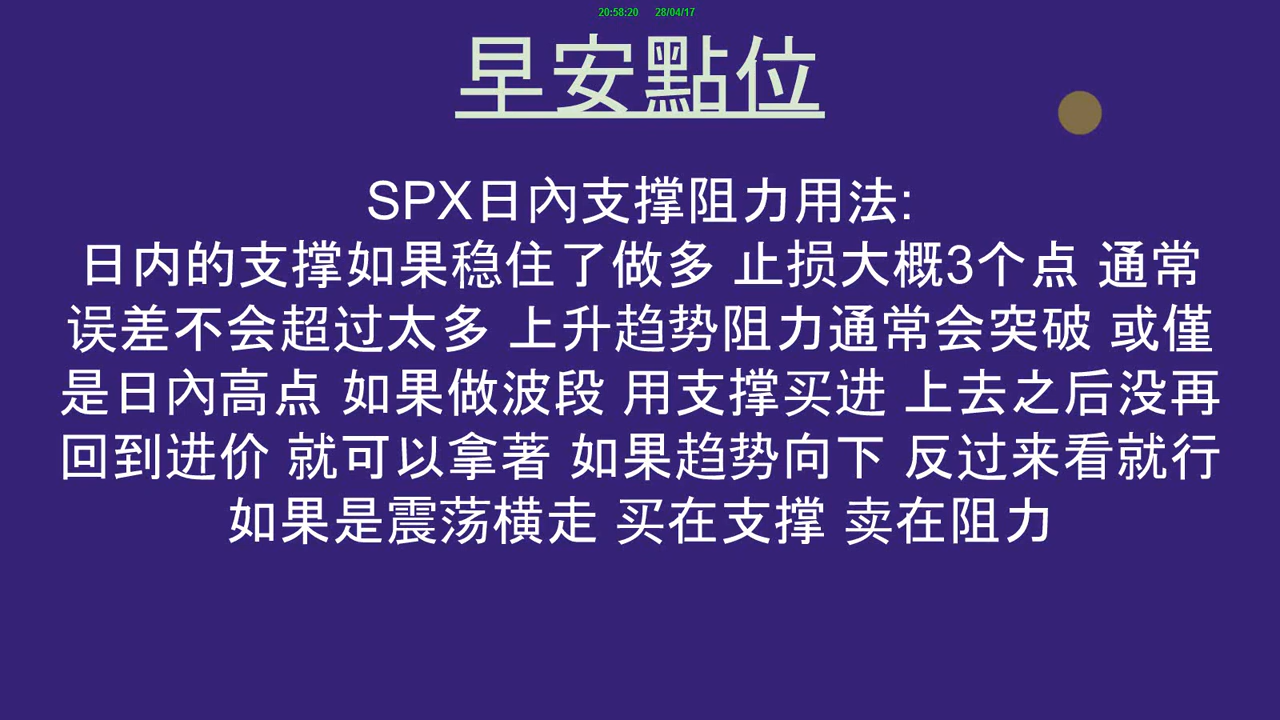 20:58:20 28/04/17
早安點位
SPX日內支撑阻力用法:
日内的支撑如果稳住了做多 止损大概3个点 通常
误差不会超过太多 上升趋势阻力通常会突破 或僅
是日內高点 如果做波段 用支撑买进 上去之后没再
回到进价 就可以拿著 如果趋势向下 反过来看就行
如果是震荡横走 买在支撑 卖在阻力